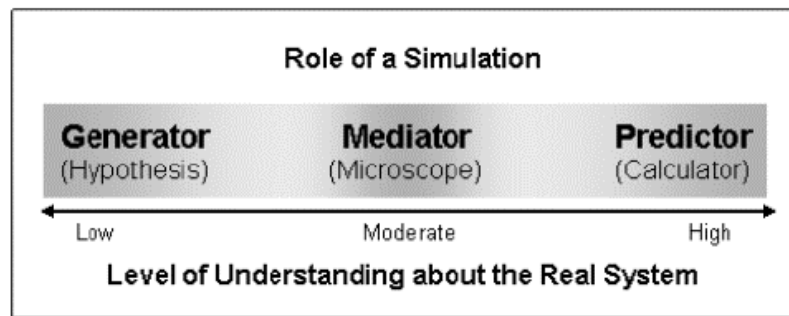 Role of a Simulation
Generator Mediator Predictor
(Hypothesis) (Microscope) (Calculator)
Low Moderate High
Level of Understanding about the Real System